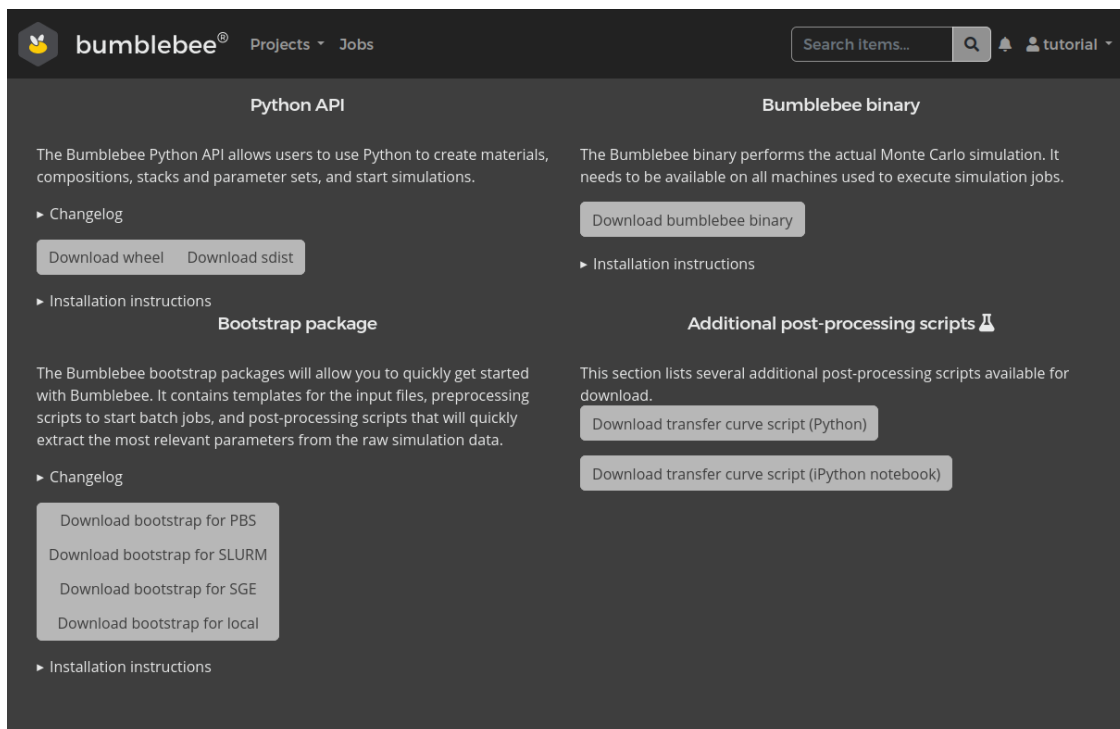 bumblebee®
Projects
Jobs
Search items...
tutorial
Python API
The Bumblebee Python API allows users to use Python to create materials,
compositions, stacks and parameter sets, and start simulations.
Changelog
Download wheel
Download sdist
Installation instructions
Bumblebee binary
The Bumblebee binary performs the actual Monte Carlo simulation. It
needs to be available on all machines used to execute simulation jobs.
Download bumblebee binary
Installation instructions
Bootstrap package
The Bumblebee bootstrap packages will allow you to quickly get started
with Bumblebee. It contains templates for the input files, preprocessing
scripts to start batch jobs, and post-processing scripts that will quickly
extract the most relevant parameters from the raw simulation data.
Changelog
Download bootstrap for PBS
Download bootstrap for SLURM
Download bootstrap for SGE
Download bootstrap for local
Installation instructions
Additional post-processing scripts
This section lists several additional post-processing scripts available for
download.
Download transfer curve script (Python)
Download transfer curve script (iPython notebook)